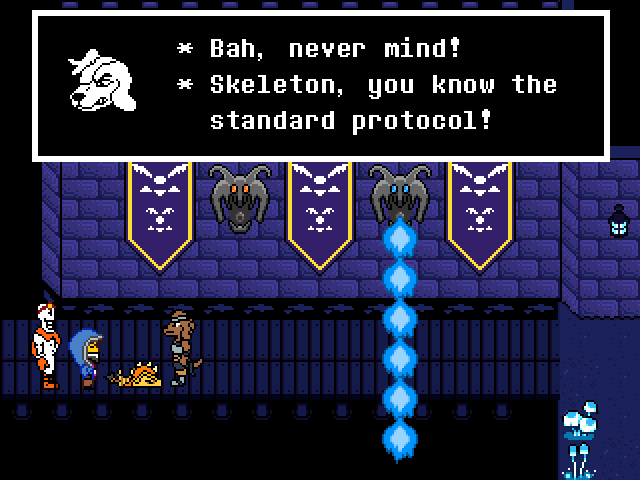 * Bah, never mind!
* Skeleton, you know the
standard protocol!